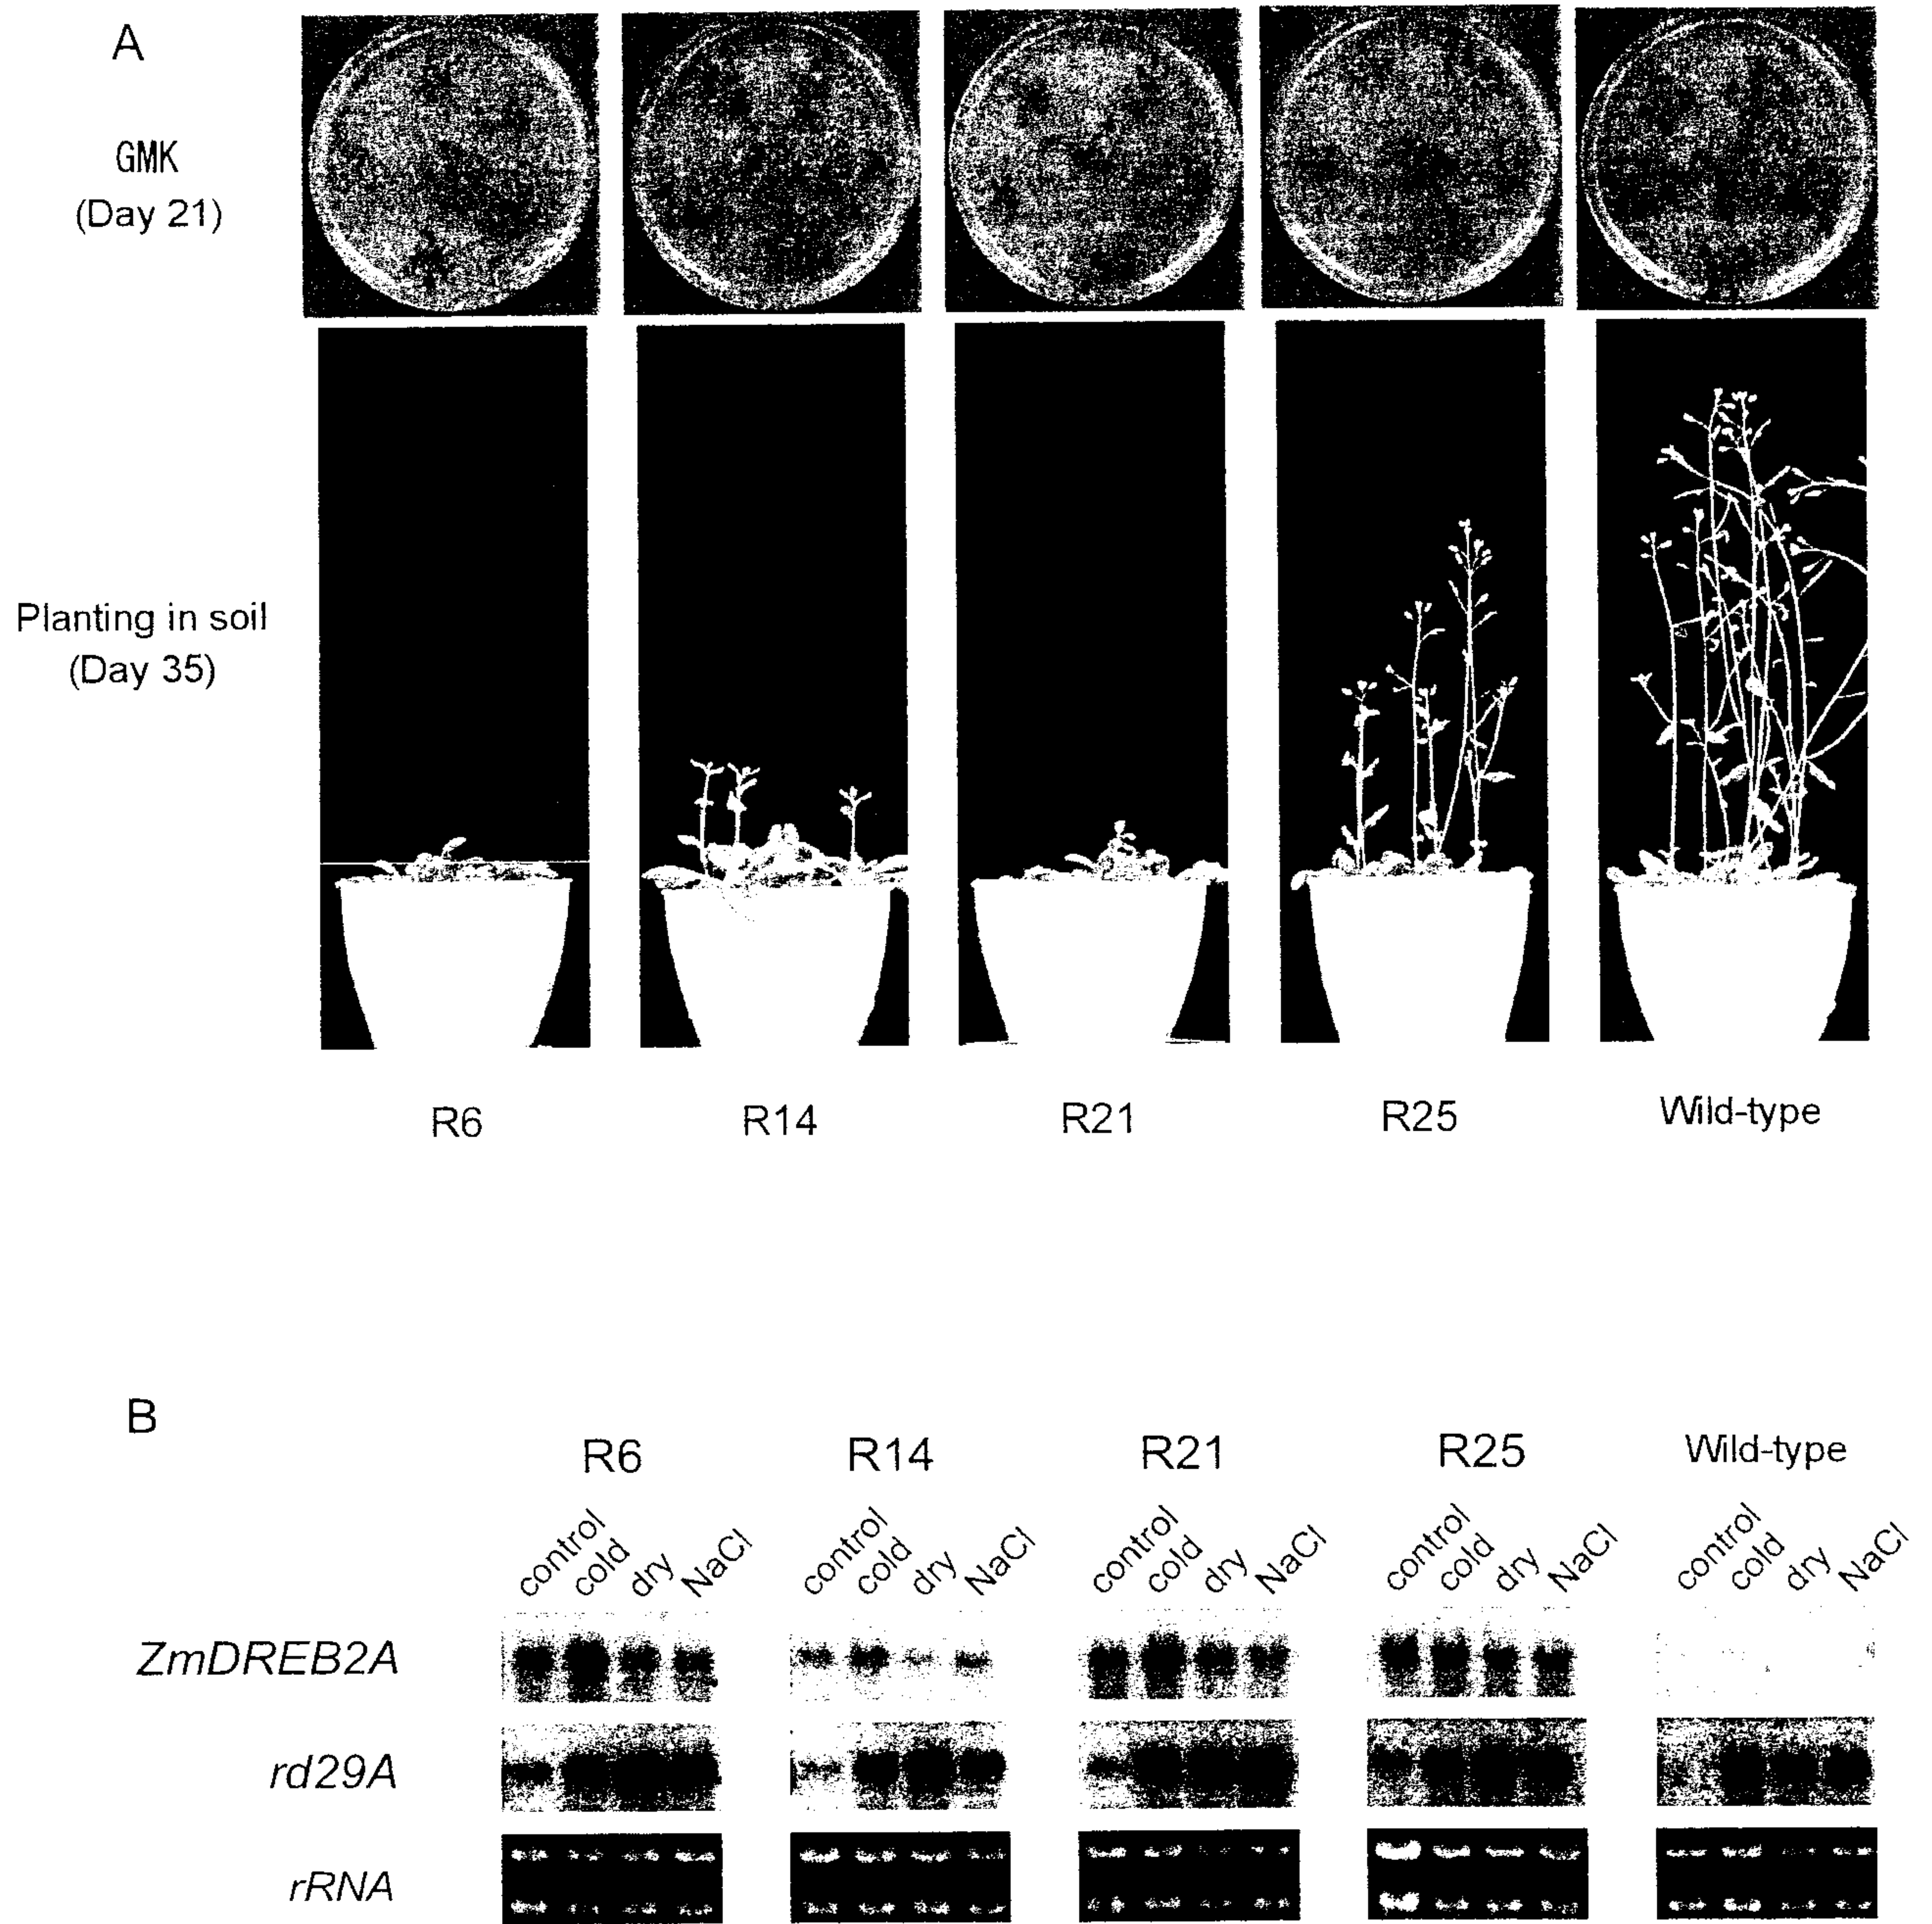 A
GMK
(Day 21)
Planting in soil
(Day 35)
R6 R14 R21 R25 Wild-type
B
R6 R14 R21 R25 Wild-type
control cold dry NaCl control cold dry NaCl control cold dry NaCl control cold dry NaCl control cold dry NaCl
ZmDREB2A
rd29A
rRNA